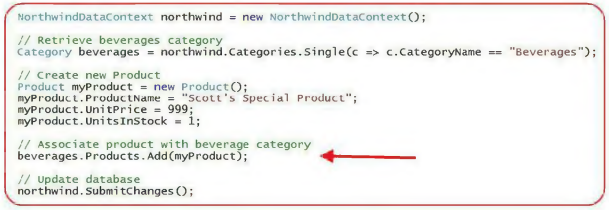 NorthwindDataContext northwind = new NorthwindDataContext();
// Retrieve beverages category
Category beverages = northwind.Categories.Single(c => c.CategoryName == "Beverages");
// Create new Product
Product myProduct = new Product();
myProduct.ProductName = "Scott's Special Product";
myProduct.UnitPrice = 999;
myProduct.UnitsInStock = 1;
// Associate product with beverage category
beverages.Products.Add(myProduct);
// Update database
northwind.SubmitChanges();